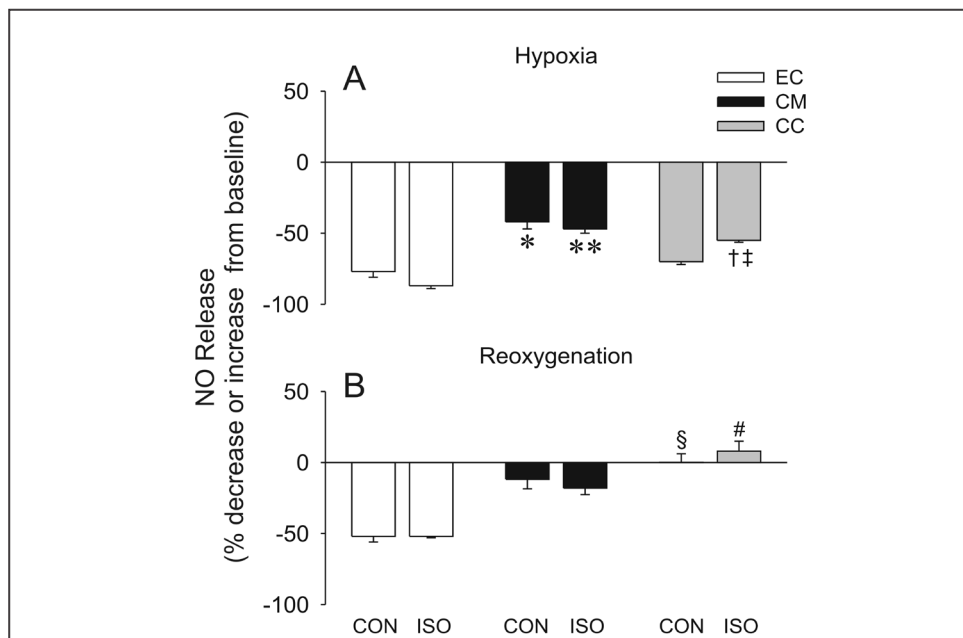 Hypoxia
A
EC
CM
CC
50
0
-50
-100
*
**
†‡
NO Release
(% decrease or increase from baseline)
Reoxygenation
B
50
0
-50
-100
§
#
CON ISO CON ISO CON ISO